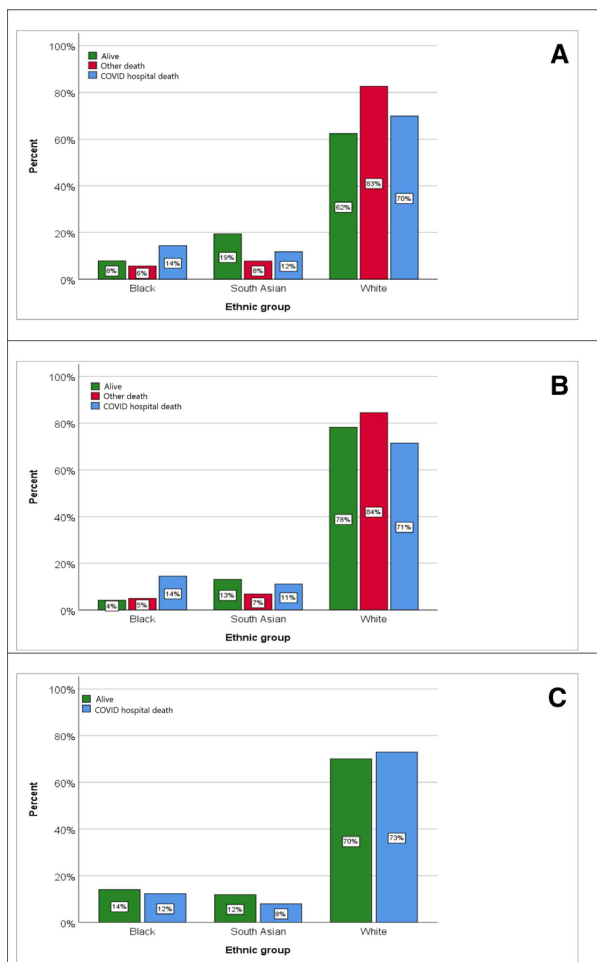 A
100%
80%
60%
40%
20%
0%
Percent
Alive
Other death
COVID hospital death
8%
6%
14%
19%
8%
12%
62%
83%
70%
Black South Asian White
Ethnic group
B
100%
80%
60%
40%
20%
0%
Percent
Alive
Other death
COVID hospital death
4%
5%
14%
13%
7%
11%
78%
84%
71%
Black South Asian White
Ethnic group
C
100%
80%
60%
40%
20%
0%
Percent
Alive
COVID hospital death
14%
12%
12%
8%
70%
73%
Black South Asian White
Ethnic group